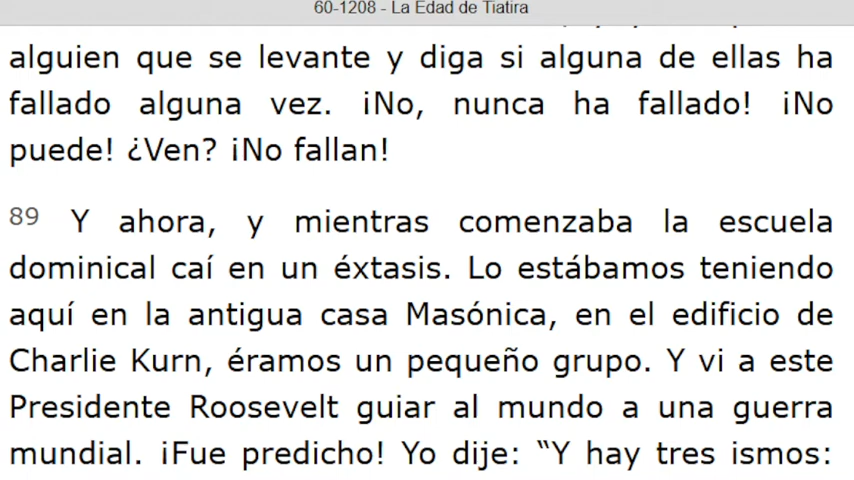 60-1208 - La Edad de Tiatira
alguien que se levante y diga si alguna de ellas ha
fallado alguna vez. ¡No, nunca ha fallado! ¡No
puede! ¿Ven? ¡No fallan!
89 Y ahora, y mientras comenzaba la escuela
dominical caí en un éxtasis. Lo estábamos teniendo
aquí en la antigua casa Masónica, en el edificio de
Charlie Kurn, éramos un pequeño grupo. Y vi a este
Presidente Roosevelt guiar al mundo a una guerra
mundial. ¡Fue predicho! Yo dije: “Y hay tres ismos: